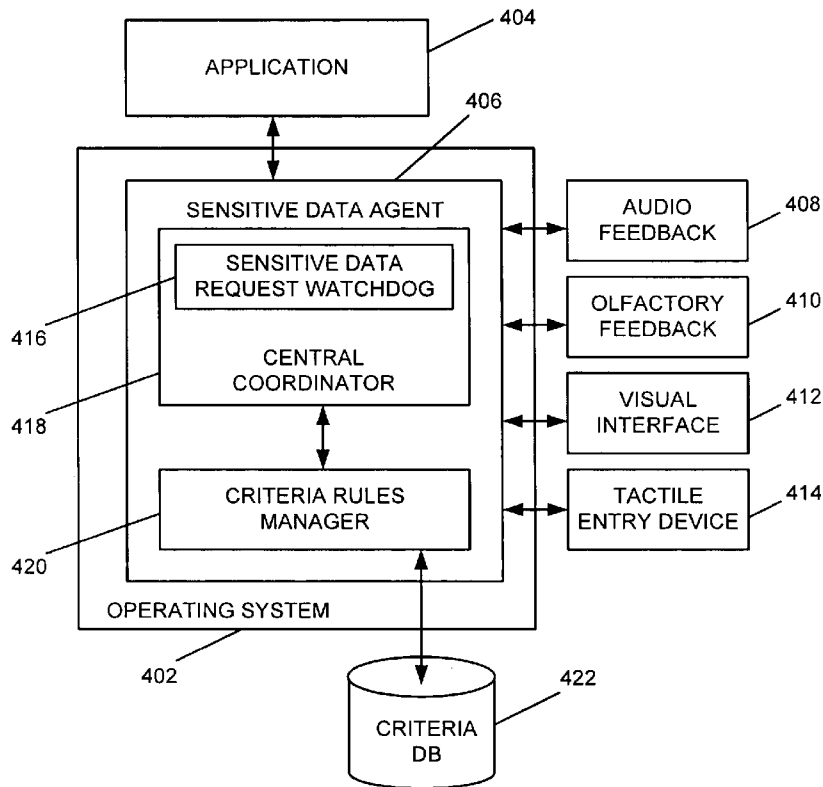 404
APPLICATION
406
SENSITIVE DATA AGENT
AUDIO
FEEDBACK
408
SENSITIVE DATA
REQUEST WATCHDOG
416
OLFACTORY
FEEDBACK
410
CENTRAL
COORDINATOR
418
VISUAL
INTERFACE
412
CRITERIA RULES
MANAGER
420
TACTILE
ENTRY DEVICE
414
OPERATING SYSTEM
402
422
CRITERIA
DB